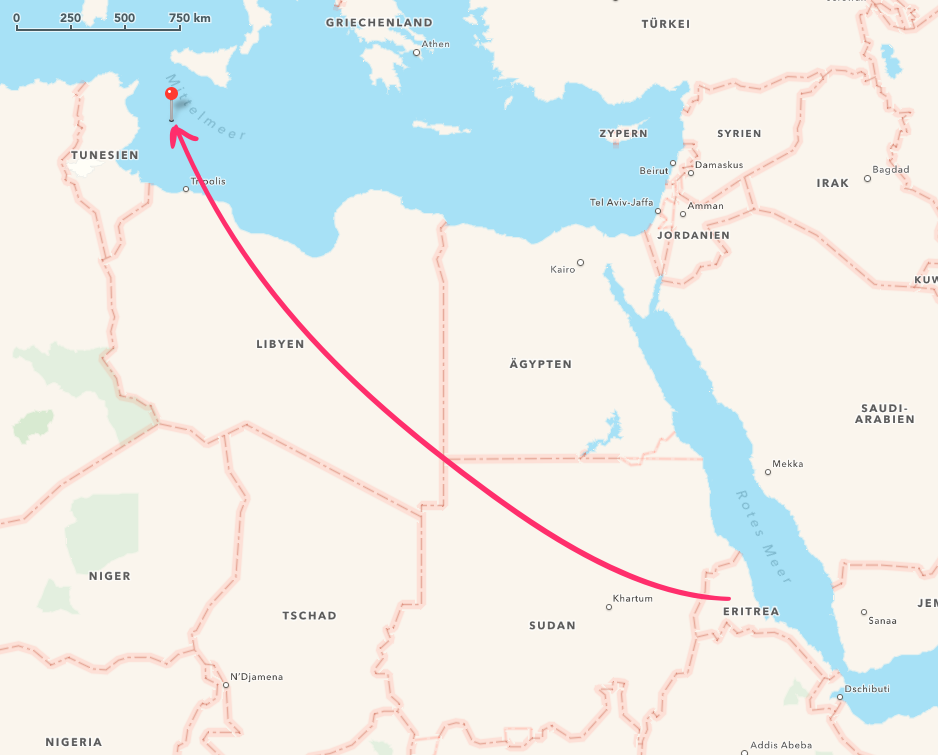 0 250 500 750 km
GRIECHENLAND
TÜRKEI
Athen
Mittelmeer
ZYPERN
SYRIEN
TUNESIEN
Beirut
Damaskus
Bagdad
IRAK
Tripolis
Tel Aviv-Jaffa
Amman
JORDANIEN
Kairo
KUW
LIBYEN
ÄGYPTEN
SAUDI-
ARABIEN
Mekka
Rotes Meer
NIGER
Khartum
ERITREA
JEM
TSCHAD
SUDAN
Sanaa
N'Djamena
Dschibuti
NIGERIA
Addis Abeba